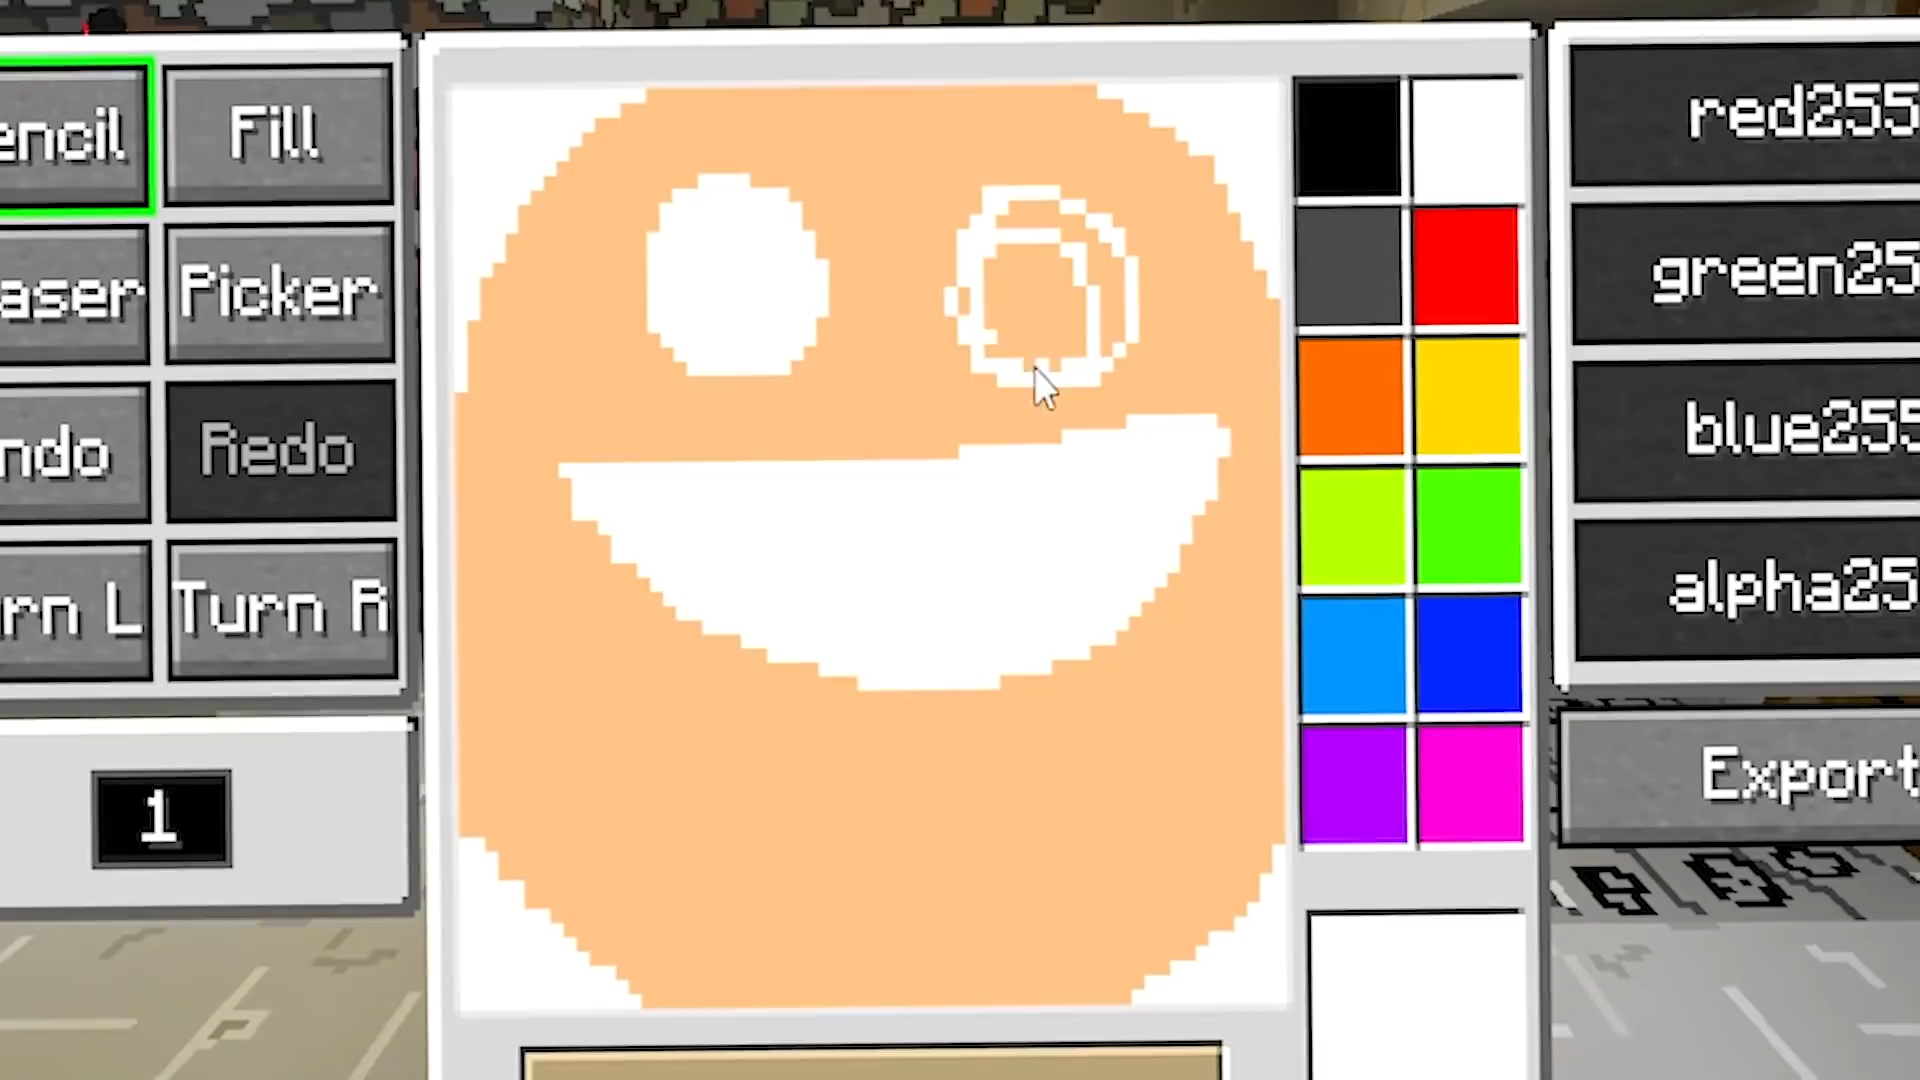 encil
Fill
aser
Picker
ndo
Redo
rn L
Turn R
1
red255
green25
blue255
alpha25
Export